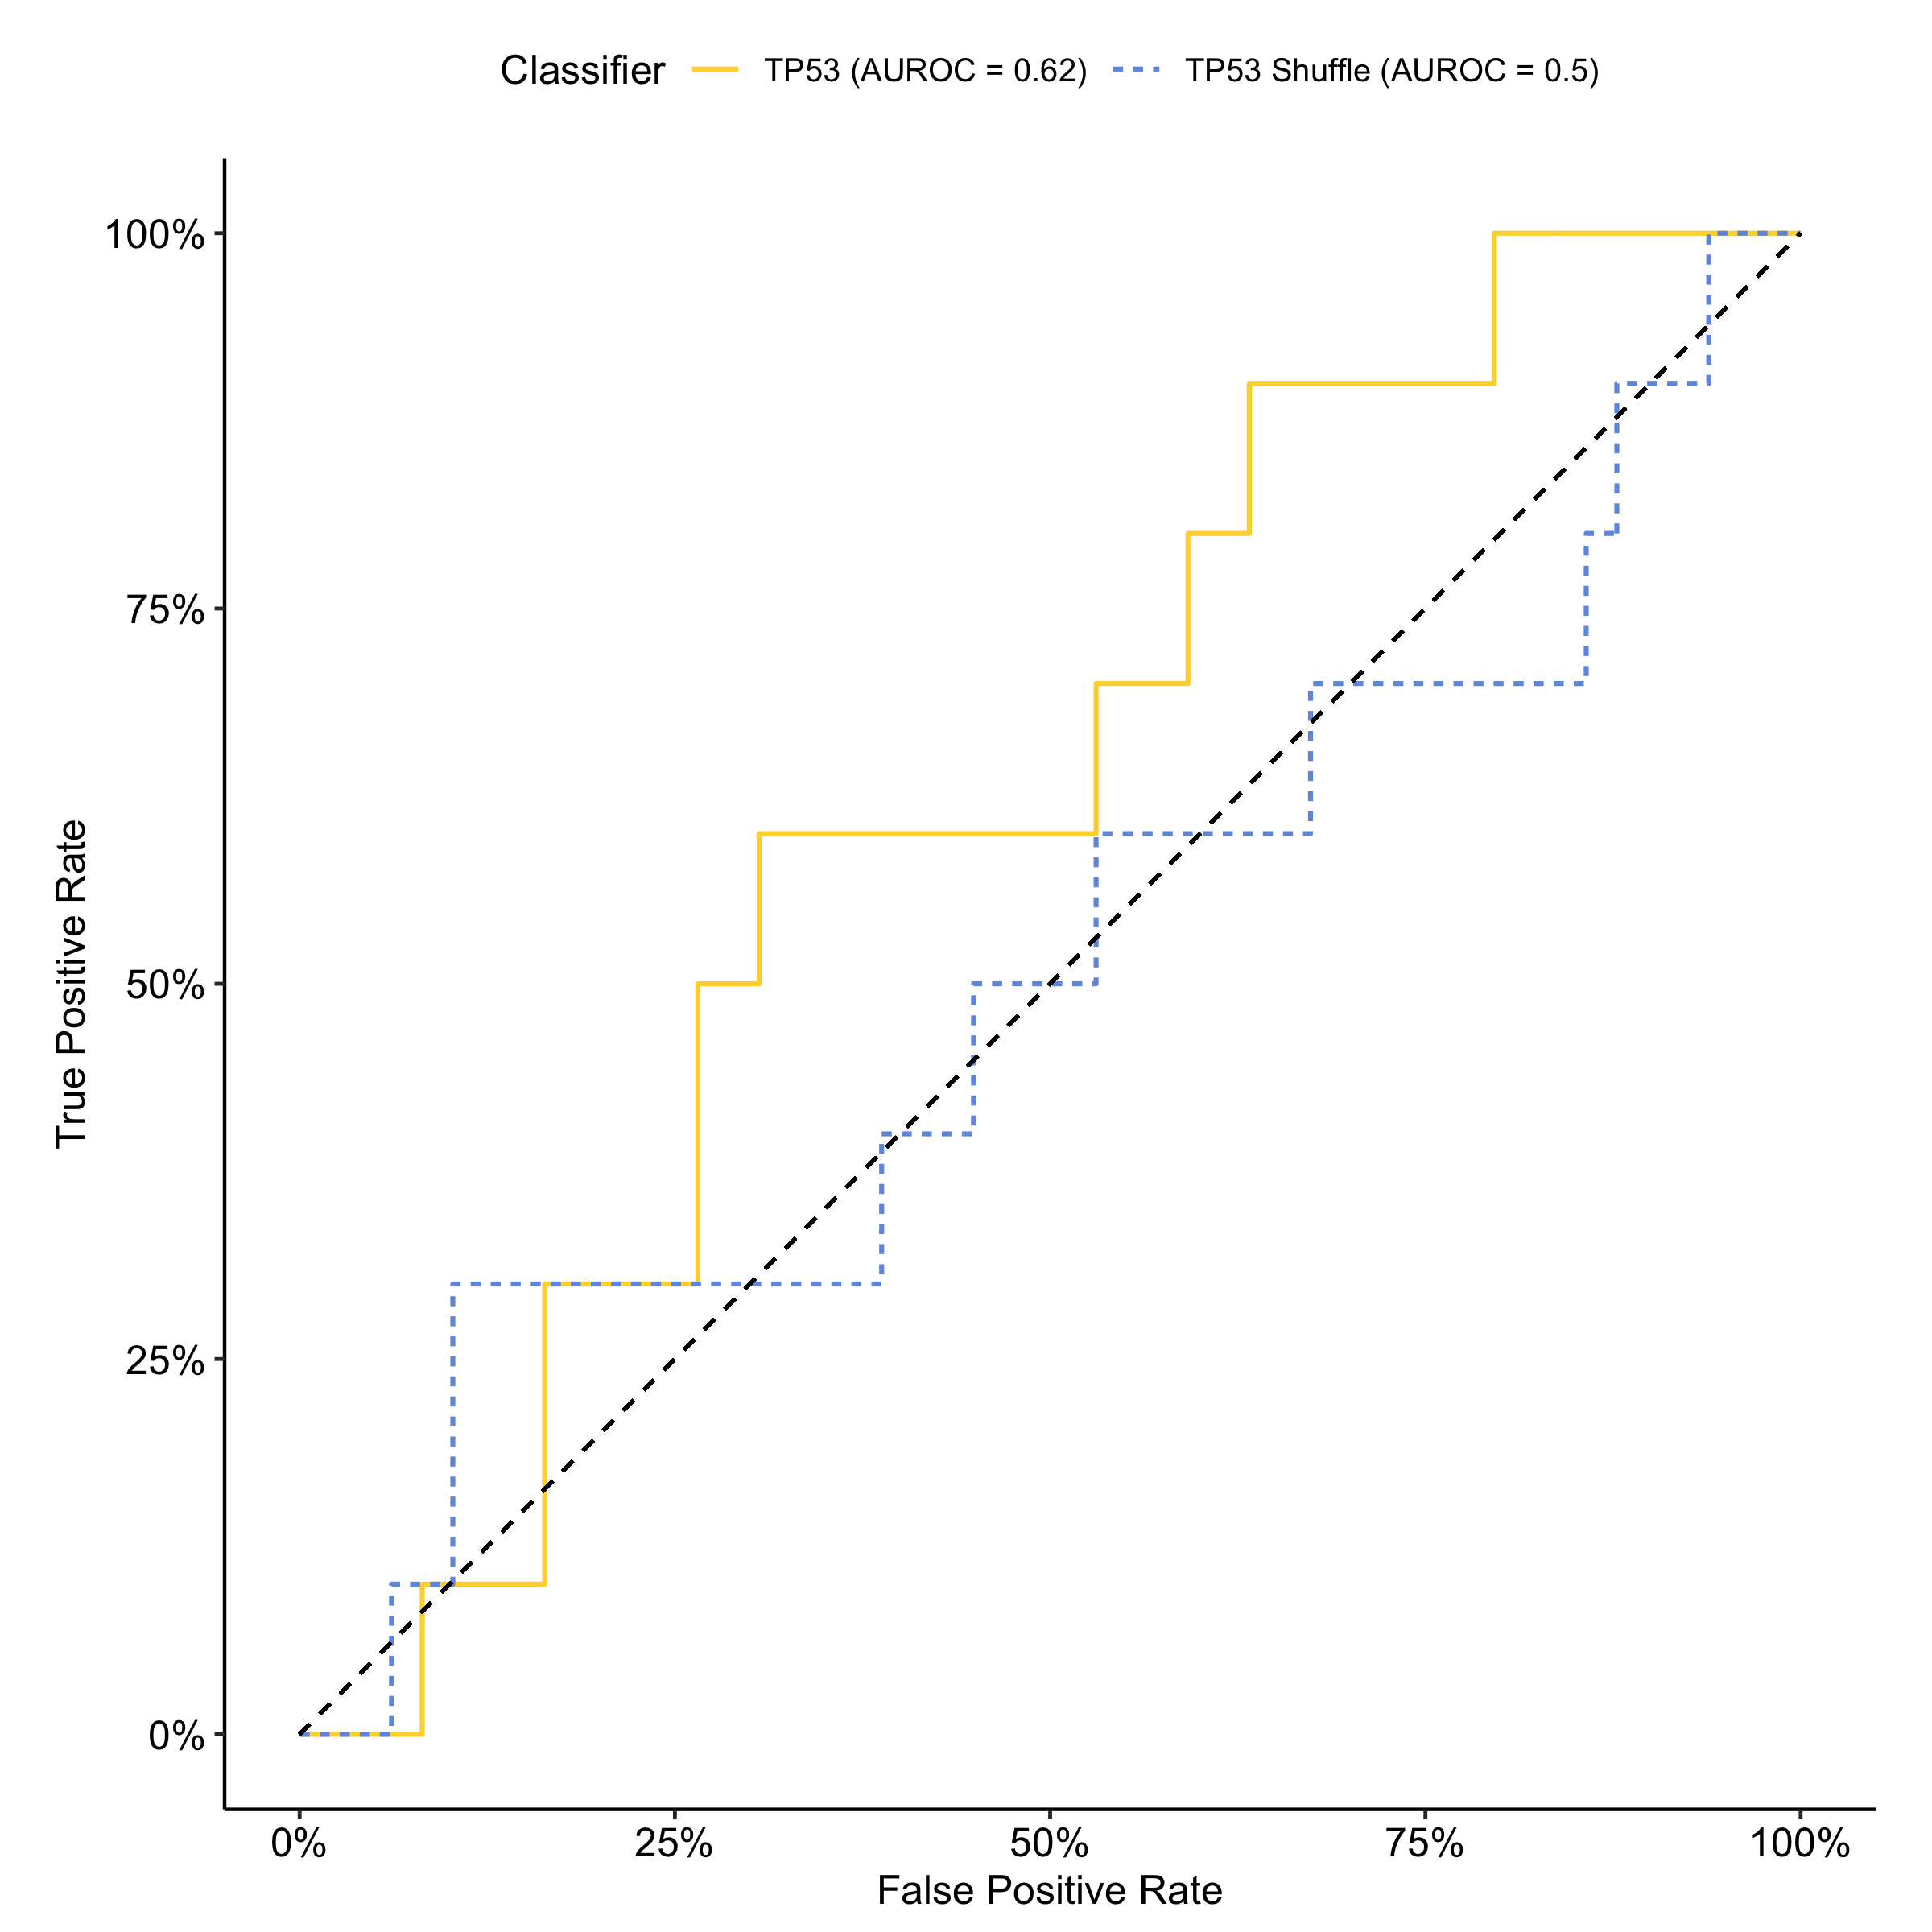 Classifier TP53 (AUROC = 0.62) TP53 Shuffle (AUROC = 0.5)
100%
75%
50%
25%
0%
True Positive Rate
0% 25% 50% 75% 100%
False Positive Rate